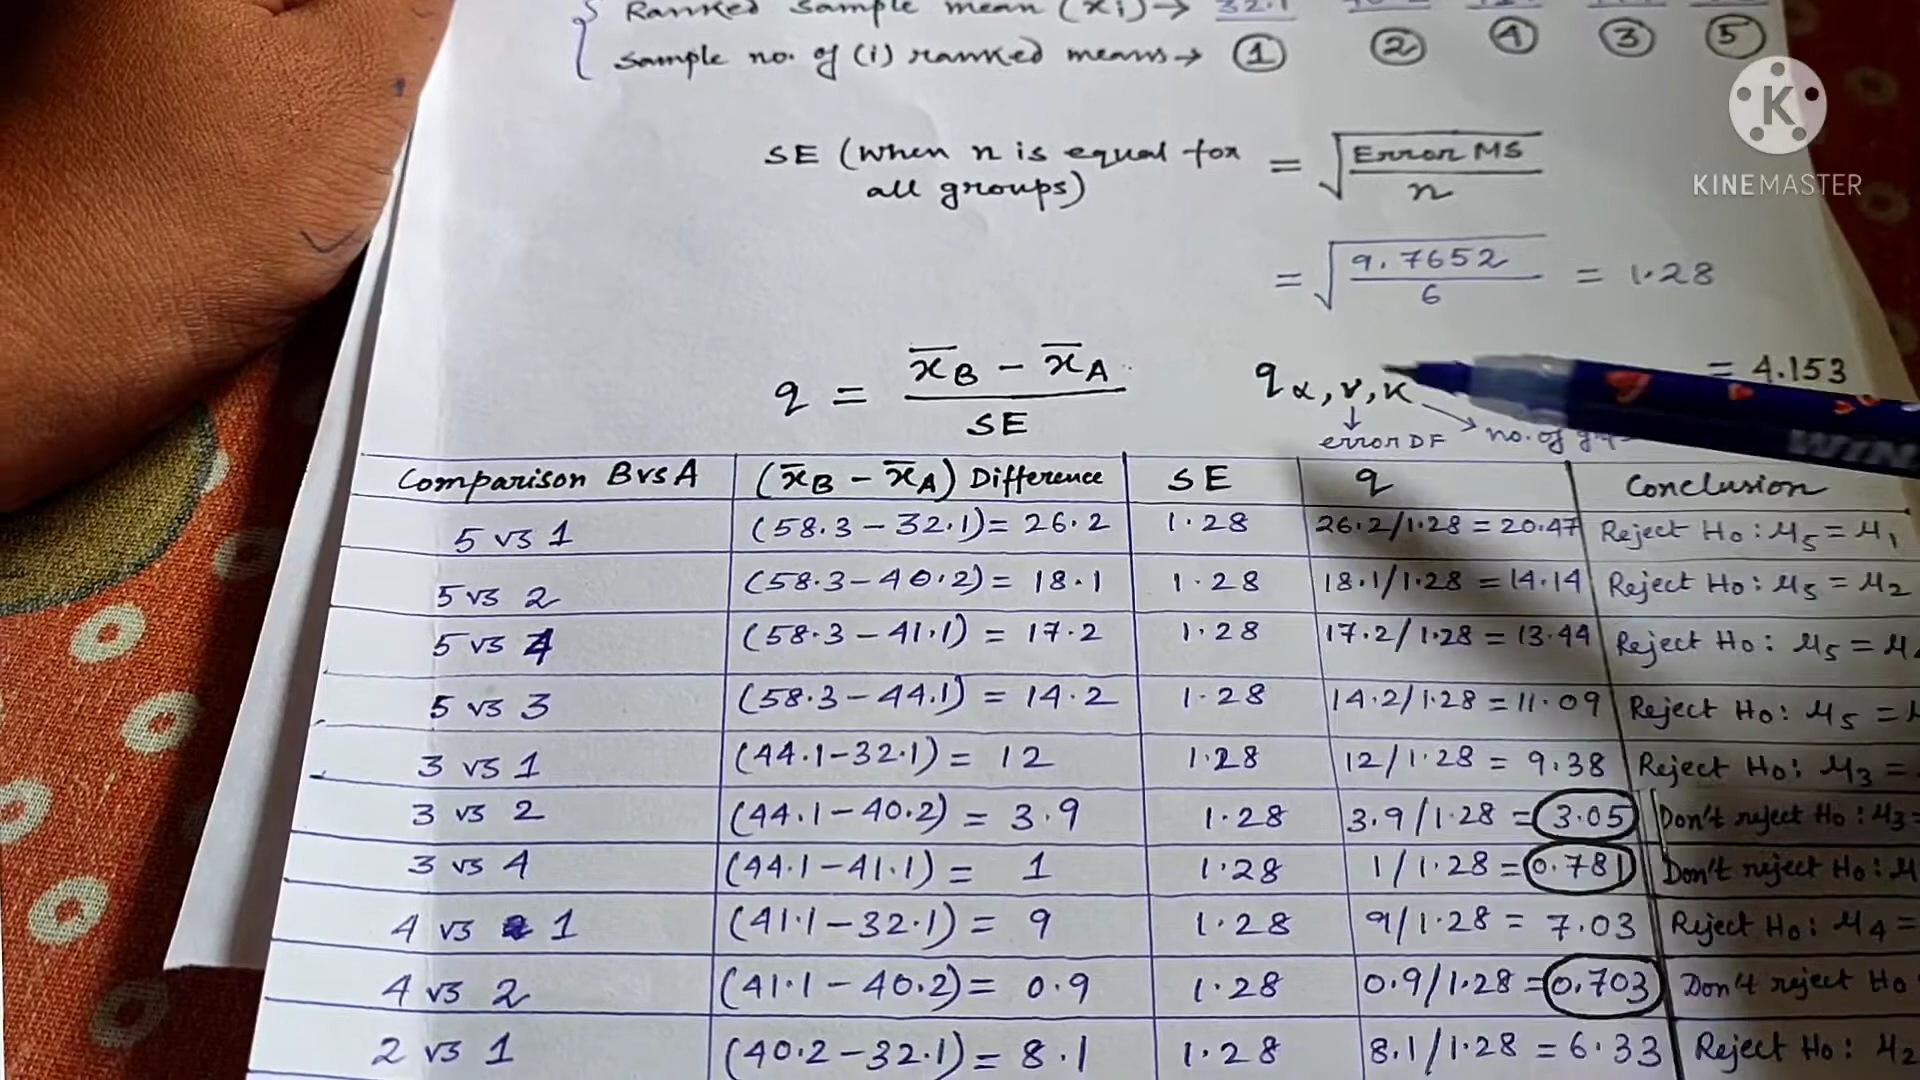 Ranked sample mean (xi) → 32.1
Sample no. of (i) ranked means → 1 2 4 3 5
KINEMASTER
SE (when n is equal for all groups) = √(Error MS / n)
= √(9.7652 / 6) = 1.28
q = (x̄B - x̄A) / SE
qα, ν, k = 4.153
error DF no. of
WIN
Comparison B vs A (x̄B - x̄A) Difference SE q Conclusion
5 vs 1 (58.3 - 32.1) = 26.2 1.28 26.2/1.28 = 20.47 Reject Ho: μ5 = μ1
5 vs 2 (58.3 - 40.2) = 18.1 1.28 18.1/1.28 = 14.14 Reject Ho: μ5 = μ2
5 vs 4 (58.3 - 41.1) = 17.2 1.28 17.2/1.28 = 13.44 Reject Ho: μ5 =
5 vs 3 (58.3 - 44.1) = 14.2 1.28 14.2/1.28 = 11.09 Reject Ho: μ5 =
3 vs 1 (44.1 - 32.1) = 12 1.28 12/1.28 = 9.38 Reject Ho: μ3 =
3 vs 2 (44.1 - 40.2) = 3.9 1.28 3.9/1.28 = 3.05 Don't reject Ho: μ3 =
3 vs 4 (44.1 - 41.1) = 1 1.28 1/1.28 = 0.781 Don't reject Ho: μ
4 vs 1 (41.1 - 32.1) = 9 1.28 9/1.28 = 7.03 Reject Ho: μ4 =
4 vs 2 (41.1 - 40.2) = 0.9 1.28 0.9/1.28 = 0.703 Don't reject Ho
2 vs 1 (40.2 - 32.1) = 8.1 1.28 8.1/1.28 = 6.33 Reject Ho: μ2